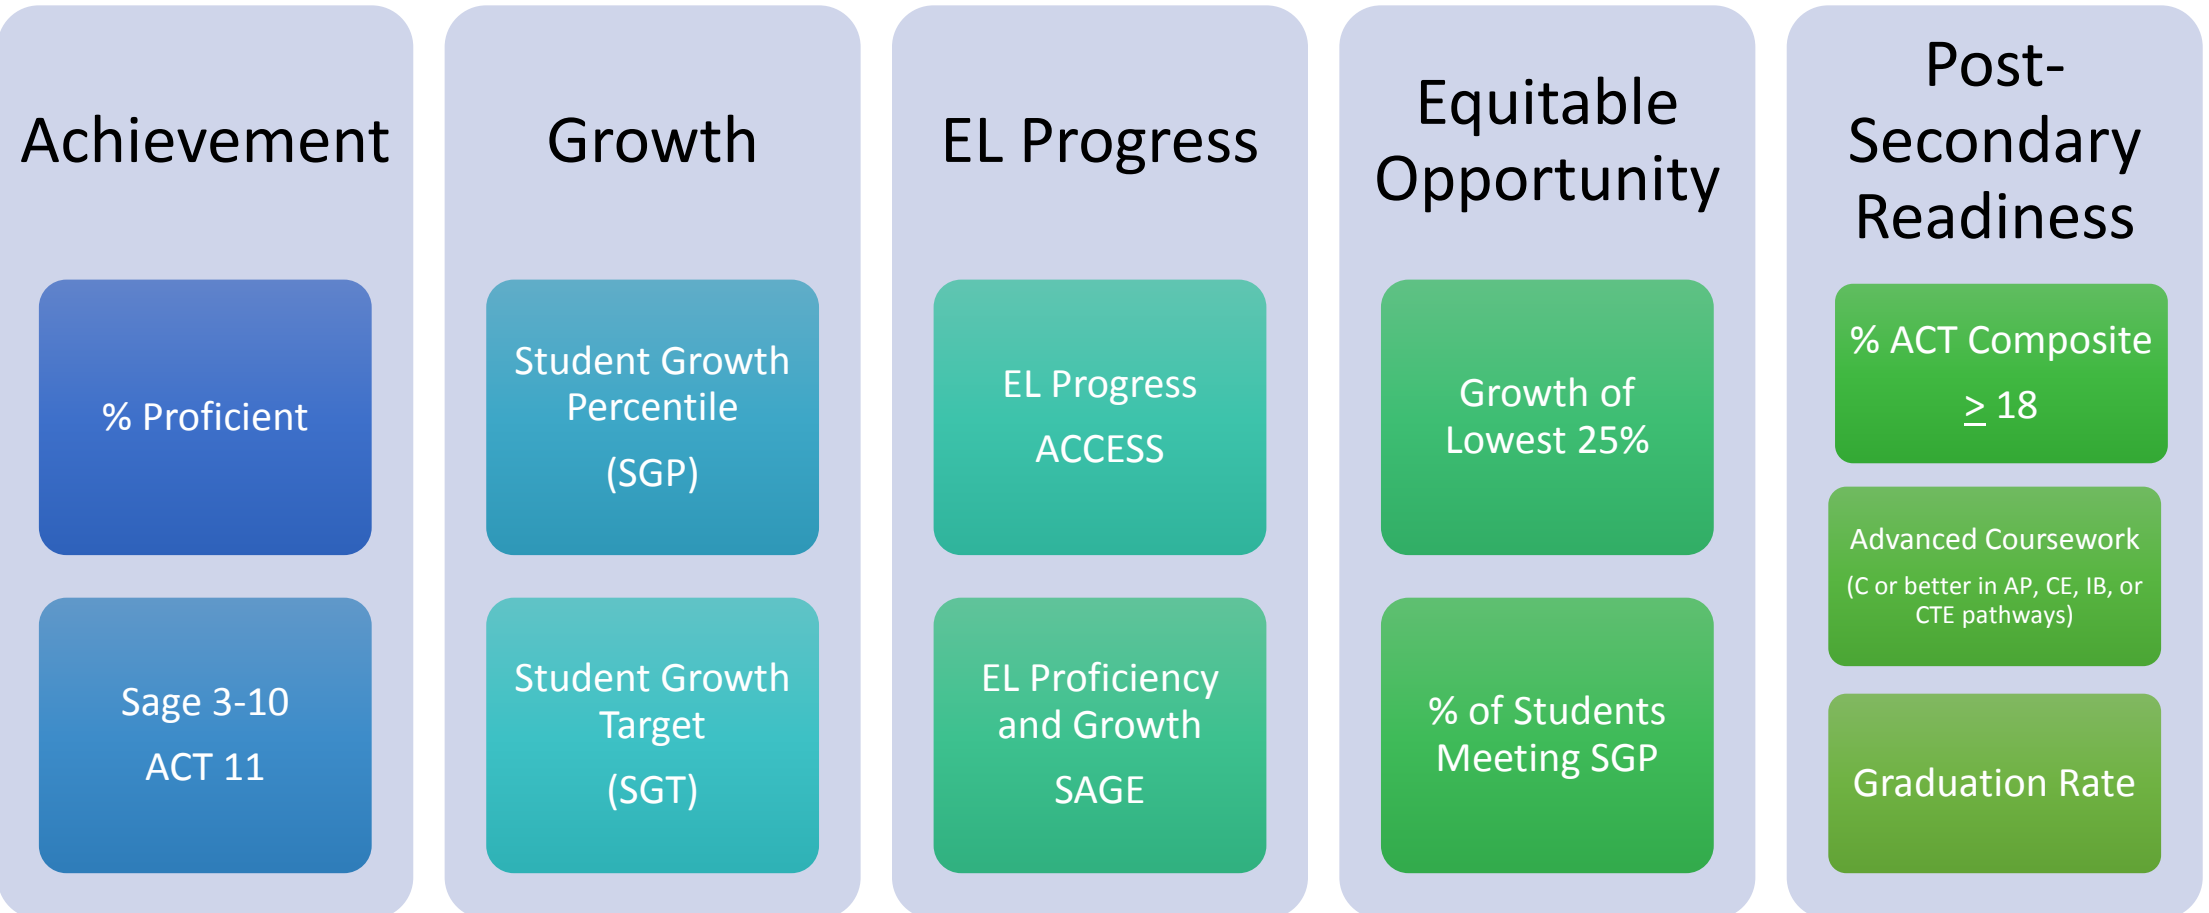 Achievement
% Proficient
Sage 3-10
ACT 11
Growth
Student Growth
Percentile
(SGP)
Student Growth
Target
(SGT)
EL Progress
EL Progress
ACCESS
EL Proficiency
and Growth
SAGE
Equitable
Opportunity
Growth of
Lowest 25%
% of Students
Meeting SGP
Post-
Secondary
Readiness
% ACT Composite
≥ 18
Advanced Coursework
(C or better in AP, CE, IB, or
CTE pathways)
Graduation Rate